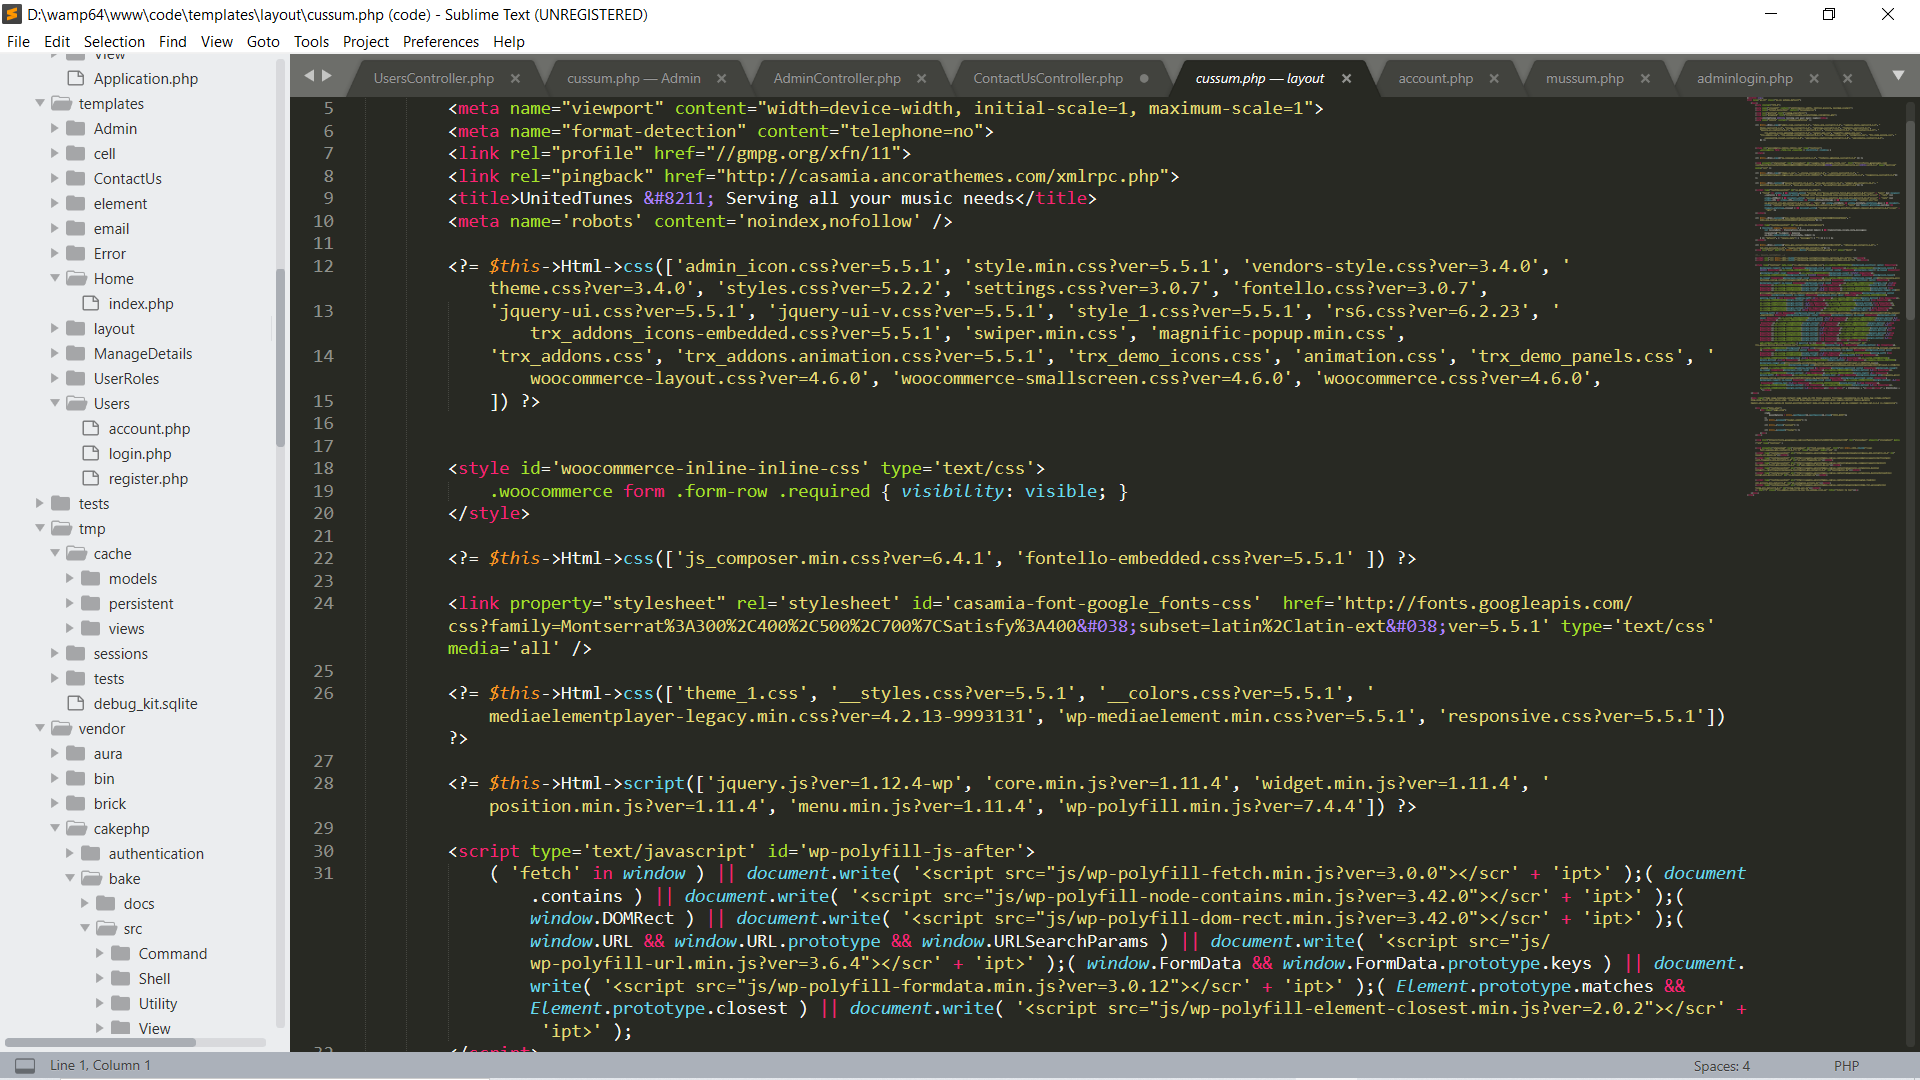 D:\wamp64\www\code\templates\layout\cussum.php (code) - Sublime Text (UNREGISTERED)
File Edit Selection Find View Goto Tools Project Preferences Help
View
Application.php
templates
Admin
cell
ContactUs
element
email
Error
Home
index.php
layout
ManageDetails
UserRoles
Users
account.php
login.php
register.php
tests
tmp
cache
models
persistent
views
sessions
tests
debug_kit.sqlite
vendor
aura
bin
brick
cakephp
authentication
bake
docs
src
Command
Shell
Utility
View
UsersController.php × cussum.php — Admin × AdminController.php × ContactUsController.php cussum.php — layout × account.php × mussum.php × adminlogin.php × ×
5 <meta name="viewport" content="width=device-width, initial-scale=1, maximum-scale=1">
6 <meta name="format-detection" content="telephone=no">
7 <link rel="profile" href="//gmpg.org/xfn/11">
8 <link rel="pingback" href="http://casamia.ancorathemes.com/xmlrpc.php">
9 <title>UnitedTunes &#8211; Serving all your music needs</title>
10 <meta name='robots' content='noindex,nofollow' />
11
12 <?= $this->Html->css(['admin_icon.css?ver=5.5.1', 'style.min.css?ver=5.5.1', 'vendors-style.css?ver=3.4.0', '
theme.css?ver=3.4.0', 'styles.css?ver=5.2.2', 'settings.css?ver=3.0.7', 'fontello.css?ver=3.0.7',
13 'jquery-ui.css?ver=5.5.1', 'jquery-ui-v.css?ver=5.5.1', 'style_1.css?ver=5.5.1', 'rs6.css?ver=6.2.23', '
trx_addons_icons-embedded.css?ver=5.5.1', 'swiper.min.css', 'magnific-popup.min.css',
14 'trx_addons.css', 'trx_addons.animation.css?ver=5.5.1', 'trx_demo_icons.css', 'animation.css', 'trx_demo_panels.css', '
woocommerce-layout.css?ver=4.6.0', 'woocommerce-smallscreen.css?ver=4.6.0', 'woocommerce.css?ver=4.6.0',
15 ]) ?>
16
17
18 <style id='woocommerce-inline-inline-css' type='text/css'>
19 .woocommerce form .form-row .required { visibility: visible; }
20 </style>
21
22 <?= $this->Html->css(['js_composer.min.css?ver=6.4.1', 'fontello-embedded.css?ver=5.5.1' ]) ?>
23
24 <link property="stylesheet" rel='stylesheet' id='casamia-font-google_fonts-css'  href='http://fonts.googleapis.com/
css?family=Montserrat%3A300%2C400%2C500%2C700%7CSatisfy%3A400&#038;subset=latin%2Clatin-ext&#038;ver=5.5.1' type='text/css'
media='all' />
25
26 <?= $this->Html->css(['theme_1.css', '__styles.css?ver=5.5.1', '__colors.css?ver=5.5.1', '
mediaelementplayer-legacy.min.css?ver=4.2.13-9993131', 'wp-mediaelement.min.css?ver=5.5.1', 'responsive.css?ver=5.5.1'])
?>
27
28 <?= $this->Html->script(['jquery.js?ver=1.12.4-wp', 'core.min.js?ver=1.11.4', 'widget.min.js?ver=1.11.4', '
position.min.js?ver=1.11.4', 'menu.min.js?ver=1.11.4', 'wp-polyfill.min.js?ver=7.4.4']) ?>
29
30 <script type='text/javascript' id='wp-polyfill-js-after'>
31 ( 'fetch' in window ) || document.write( '<script src="js/wp-polyfill-fetch.min.js?ver=3.0.0"></scr' + 'ipt>' );( document
.contains ) || document.write( '<script src="js/wp-polyfill-node-contains.min.js?ver=3.42.0"></scr' + 'ipt>' );(
window.DOMRect ) || document.write( '<script src="js/wp-polyfill-dom-rect.min.js?ver=3.42.0"></scr' + 'ipt>' );(
window.URL && window.URL.prototype && window.URLSearchParams ) || document.write( '<script src="js/
wp-polyfill-url.min.js?ver=3.6.4"></scr' + 'ipt>' );( window.FormData && window.FormData.prototype.keys ) || document.
write( '<script src="js/wp-polyfill-formdata.min.js?ver=3.0.12"></scr' + 'ipt>' );( Element.prototype.matches &&
Element.prototype.closest ) || document.write( '<script src="js/wp-polyfill-element-closest.min.js?ver=2.0.2"></scr' +
'ipt>' );
32 </script>
Line 1, Column 1 Spaces: 4 PHP